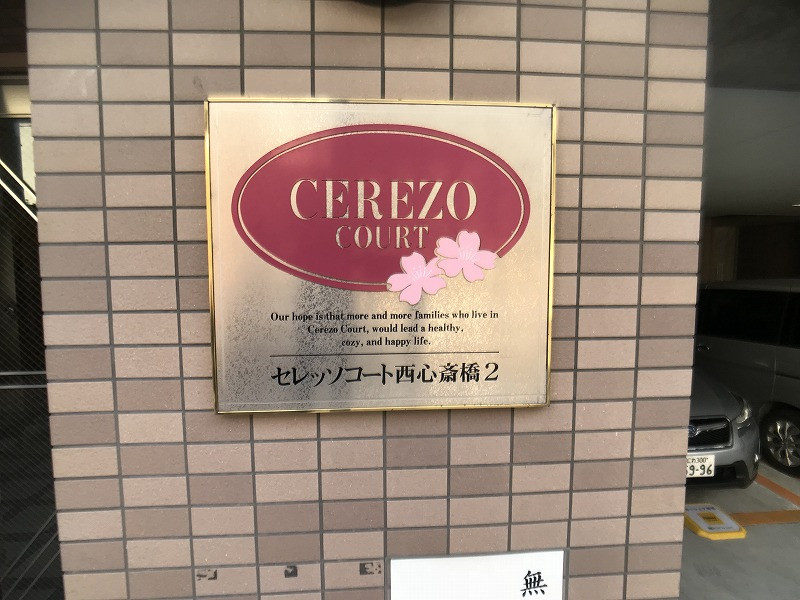 CEREZO
COURT
Our hope is that more and more families who live in
Cerezo Court, would lead a healthy,
cozy, and happy life.
セレッソコート西心斎橋2
無